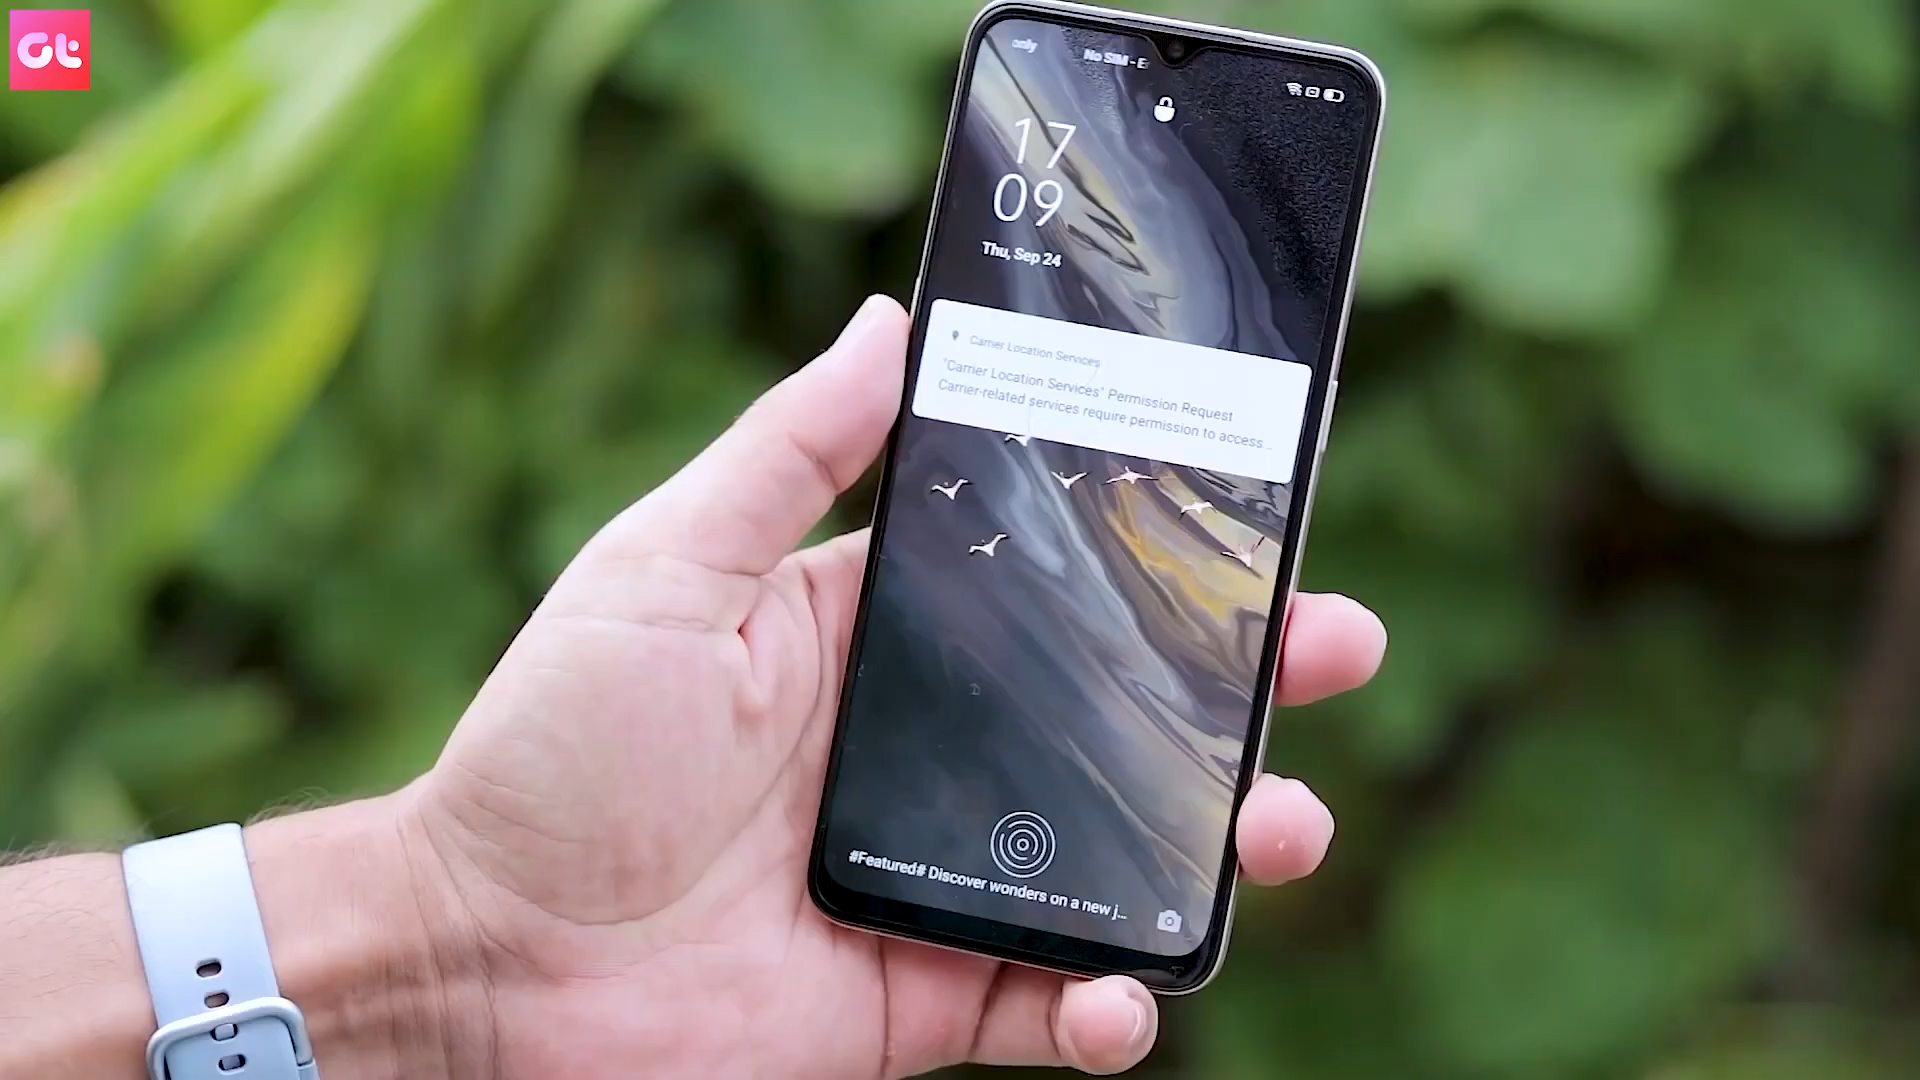 Gt
only
No SIM - E
17
09
Thu, Sep 24
Carrier Location Services
"Carrier Location Services" Permission Request
Carrier-related services require permission to access...
#Featured# Discover wonders on a new j...